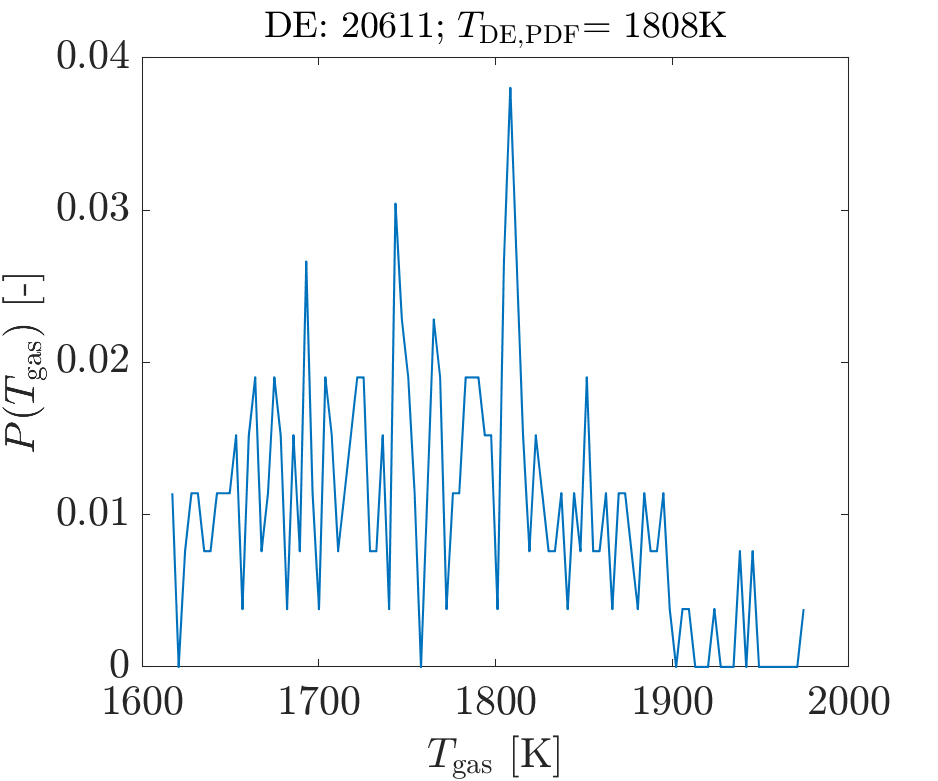 DE: 20611; T_DE,PDF= 1808K
0.04
0.03
0.02
0.01
0
P(T_gas) [-]
1600 1700 1800 1900 2000
T_gas [K]